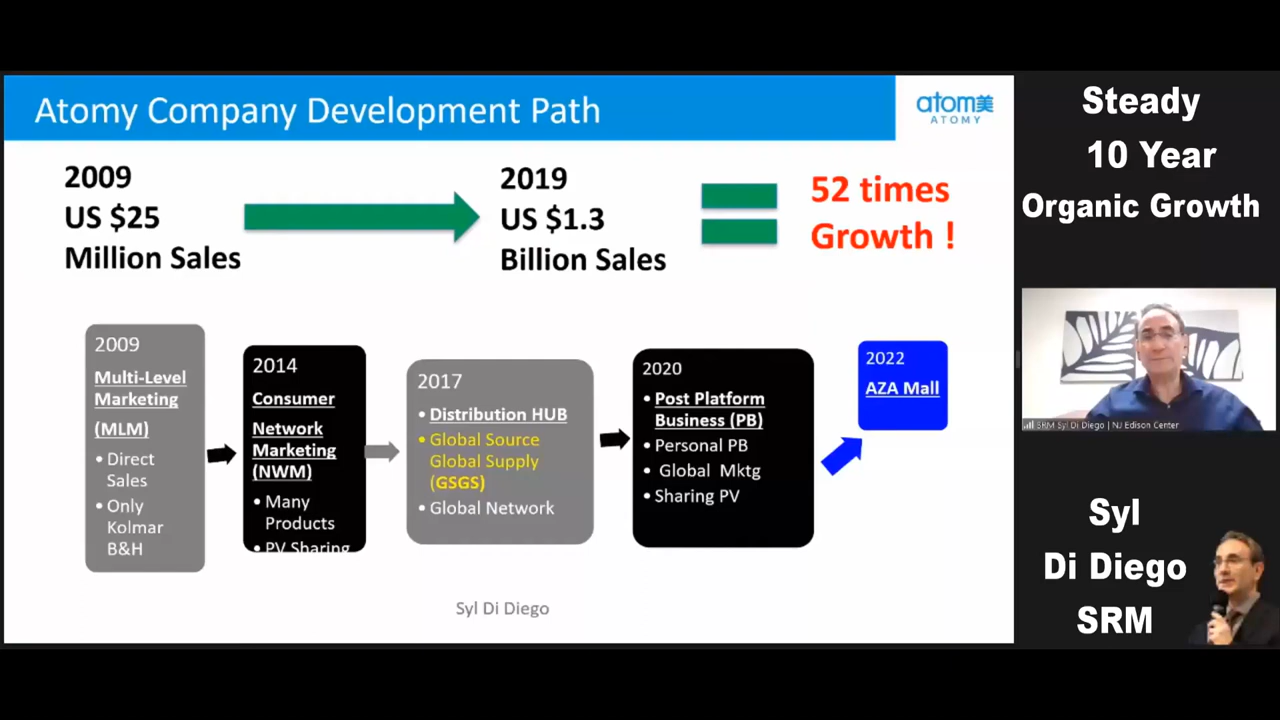 Atomy Company Development Path
atom美
ATOMY
2009
US $25
Million Sales
2019
US $1.3
Billion Sales
52 times
Growth !
2009
Multi-Level
Marketing
(MLM)
• Direct
Sales
• Only
Kolmar
B&H
2014
Consumer
Network
Marketing
(NWM)
• Many
Products
• PV Sharing
2017
• Distribution HUB
• Global Source
Global Supply
(GSGS)
• Global Network
2020
• Post Platform
Business (PB)
• Personal PB
• Global Mktg
• Sharing PV
2022
AZA Mall
Syl Di Diego
Steady
10 Year
Organic Growth
SRM Syl Di Diego | NJ Edison Center
Syl
Di Diego
SRM